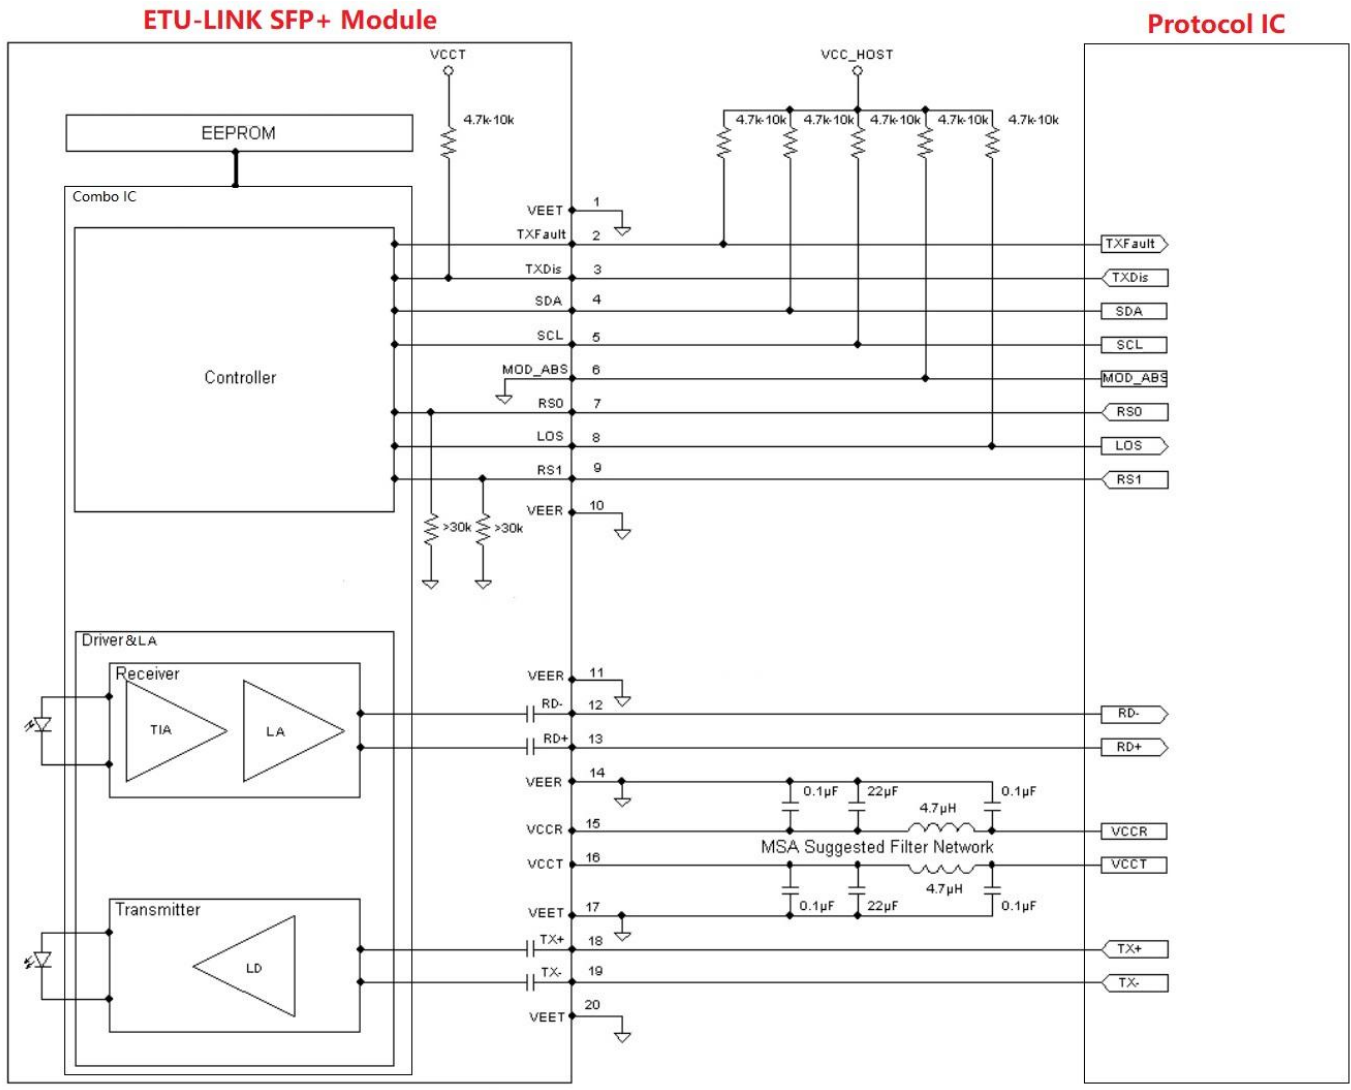 ETU-LINK SFP+ Module
Protocol IC
VCCT
VCC_HOST
4.7k-10k
4.7k-10k 4.7k-10k 4.7k-10k 4.7k-10k 4.7k-10k
EEPROM
Combo IC
Controller
VEET 1
TXFault 2 TXFault
TXDis 3 TXDis
SDA 4 SDA
SCL 5 SCL
MOD_ABS 6 MOD_ABS
RS0 7 RS0
LOS 8 LOS
RS1 9 RS1
VEER 10
>30k >30k
Driver&LA
Receiver
TIA
LA
VEER 11
RD- 12 RD-
RD+ 13 RD+
VEER 14
0.1µF 22µF 4.7µH 0.1µF
VCCR 15 VCCR
MSA Suggested Filter Network
VCCT 16 VCCT
0.1µF 22µF 4.7µH 0.1µF
VEET 17
Transmitter
LD
TX+ 18 TX+
TX- 19 TX-
VEET 20